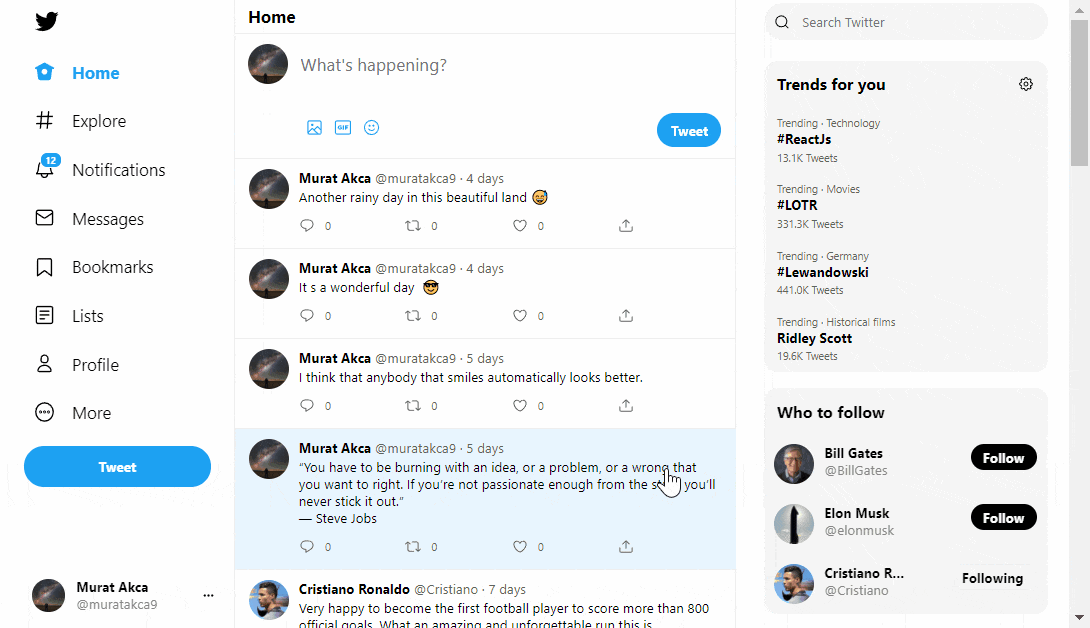 Home
Explore
12
Notifications
Messages
Bookmarks
Lists
Profile
More
Tweet
Murat Akca
@muratakca9
Home
What's happening?
GIF
Tweet
Murat Akca @muratakca9 · 4 days
Another rainy day in this beautiful land 😅
0 0 0
Murat Akca @muratakca9 · 4 days
It s a wonderful day 😎
0 0 0
Murat Akca @muratakca9 · 5 days
I think that anybody that smiles automatically looks better.
0 0 0
Murat Akca @muratakca9 · 5 days
“You have to be burning with an idea, or a problem, or a wrong that
you want to right. If you’re not passionate enough from the you’ll
never stick it out.”
— Steve Jobs
0 0 0
Cristiano Ronaldo @Cristiano · 7 days
Very happy to become the first football player to score more than 800
official goals. What an amazing and unforgettable run this is
Search Twitter
Trends for you
Trending · Technology
#ReactJs
13.1K Tweets
Trending · Movies
#LOTR
331.3K Tweets
Trending · Germany
#Lewandowski
441.0K Tweets
Trending · Historical films
Ridley Scott
19.6K Tweets
Who to follow
Bill Gates
@BillGates
Follow
Elon Musk
@elonmusk
Follow
Cristiano R...
@Cristiano
Following